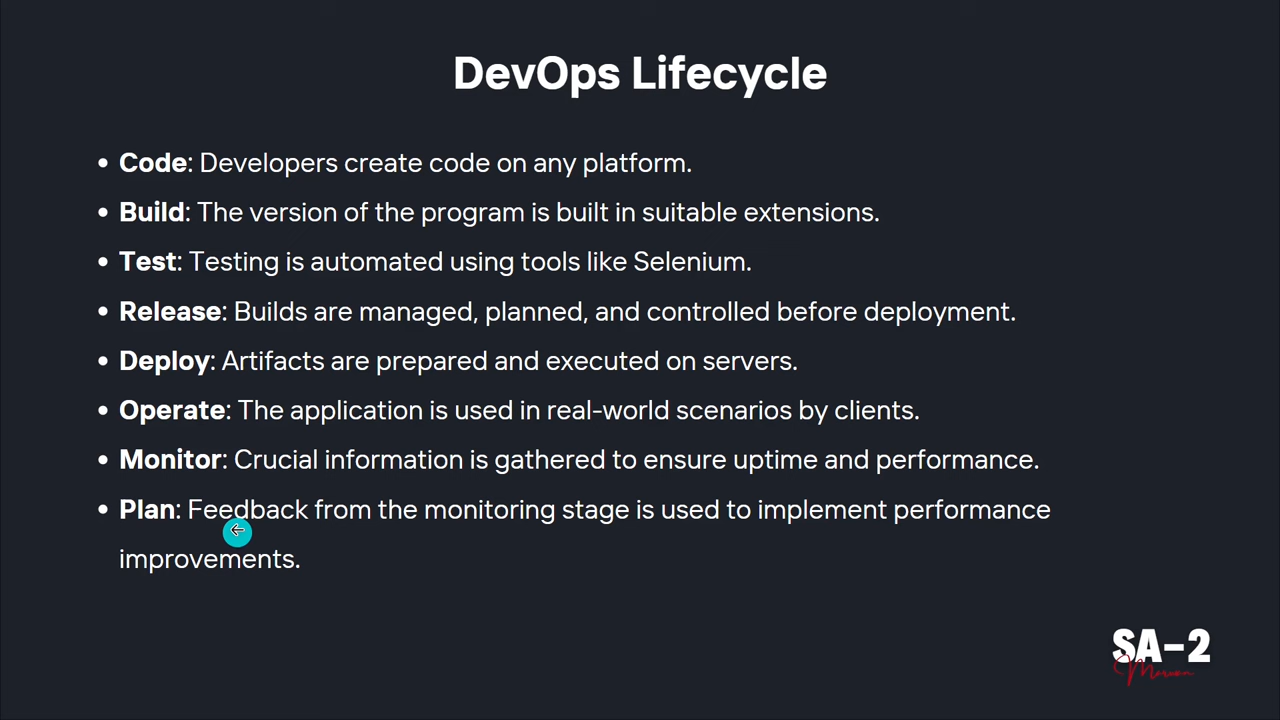 DevOps Lifecycle
• Code: Developers create code on any platform.
• Build: The version of the program is built in suitable extensions.
• Test: Testing is automated using tools like Selenium.
• Release: Builds are managed, planned, and controlled before deployment.
• Deploy: Artifacts are prepared and executed on servers.
• Operate: The application is used in real-world scenarios by clients.
• Monitor: Crucial information is gathered to ensure uptime and performance.
• Plan: Feedback from the monitoring stage is used to implement performance
improvements.
SA-2